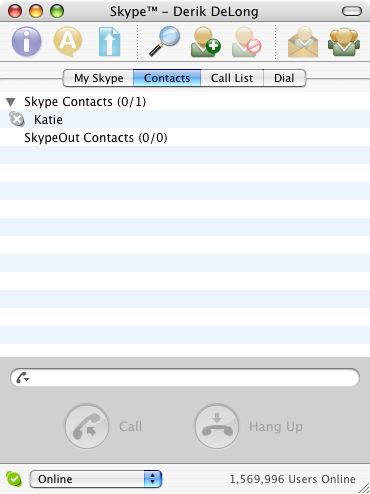 Skype™ – Derik DeLong
My Skype Contacts Call List Dial
Skype Contacts (0/1)
Katie
SkypeOut Contacts (0/0)
Call Hang Up
Online 1,569,996 Users Online